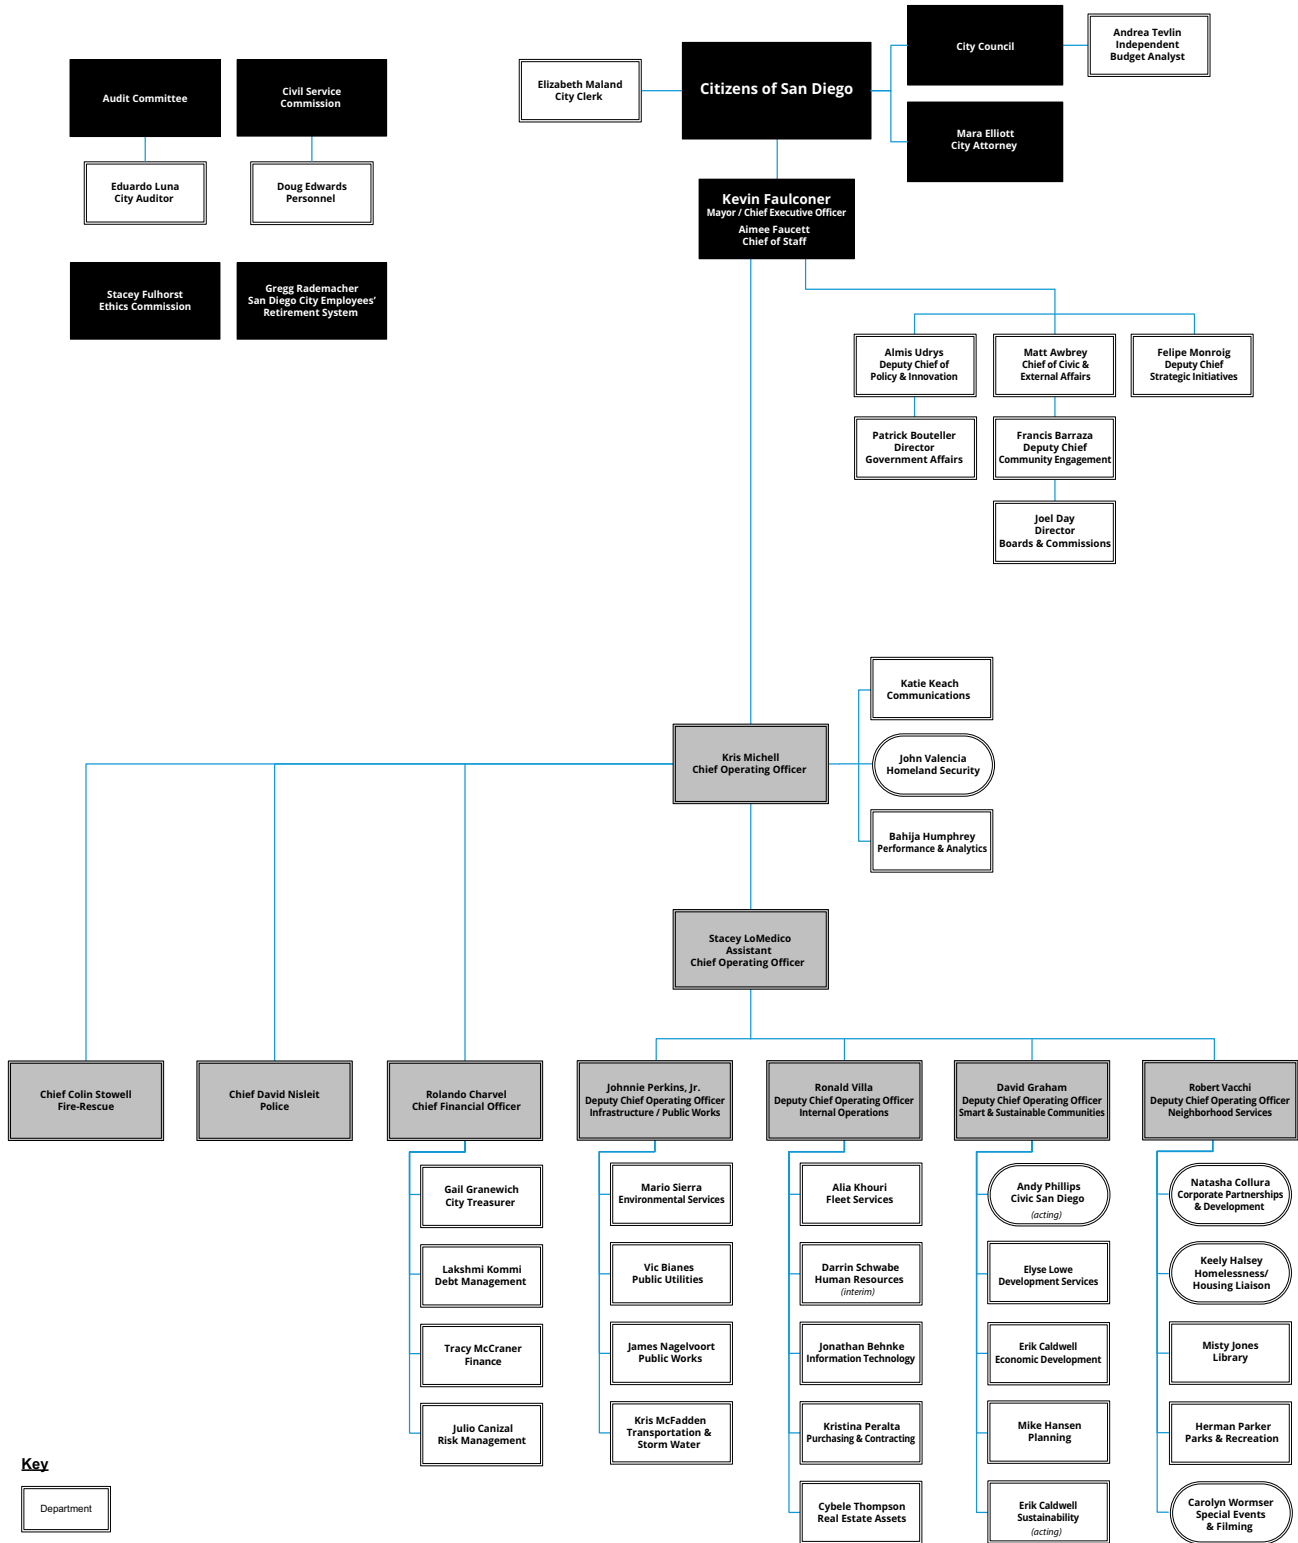 Audit Committee
Civil Service
Commission
Eduardo Luna
City Auditor
Doug Edwards
Personnel
Stacey Fulhorst
Ethics Commission
Gregg Rademacher
San Diego City Employees’
Retirement System
Elizabeth Maland
City Clerk
Citizens of San Diego
City Council
Andrea Tevlin
Independent
Budget Analyst
Mara Elliott
City Attorney
Kevin Faulconer
Mayor / Chief Executive Officer
Aimee Faucett
Chief of Staff
Almis Udrys
Deputy Chief of
Policy & Innovation
Matt Awbrey
Chief of Civic &
External Affairs
Felipe Monroig
Deputy Chief
Strategic Initiatives
Patrick Bouteller
Director
Government Affairs
Francis Barraza
Deputy Chief
Community Engagement
Joel Day
Director
Boards & Commissions
Katie Keach
Communications
Kris Michell
Chief Operating Officer
John Valencia
Homeland Security
Bahija Humphrey
Performance & Analytics
Stacey LoMedico
Assistant
Chief Operating Officer
Chief Colin Stowell
Fire-Rescue
Chief David Nisleit
Police
Rolando Charvel
Chief Financial Officer
Johnnie Perkins, Jr.
Deputy Chief Operating Officer
Infrastructure / Public Works
Ronald Villa
Deputy Chief Operating Officer
Internal Operations
David Graham
Deputy Chief Operating Officer
Smart & Sustainable Communities
Robert Vacchi
Deputy Chief Operating Officer
Neighborhood Services
Gail Granewich
City Treasurer
Lakshmi Kommi
Debt Management
Tracy McCraner
Finance
Julio Canizal
Risk Management
Mario Sierra
Environmental Services
Vic Bianes
Public Utilities
James Nagelvoort
Public Works
Kris McFadden
Transportation &
Storm Water
Alia Khouri
Fleet Services
Darrin Schwabe
Human Resources
(interim)
Jonathan Behnke
Information Technology
Kristina Peralta
Purchasing & Contracting
Cybele Thompson
Real Estate Assets
Andy Phillips
Civic San Diego
(acting)
Elyse Lowe
Development Services
Erik Caldwell
Economic Development
Mike Hansen
Planning
Erik Caldwell
Sustainability
(acting)
Natasha Collura
Corporate Partnerships
& Development
Keely Halsey
Homelessness/
Housing Liaison
Misty Jones
Library
Herman Parker
Parks & Recreation
Carolyn Wormser
Special Events
& Filming
Key
Department